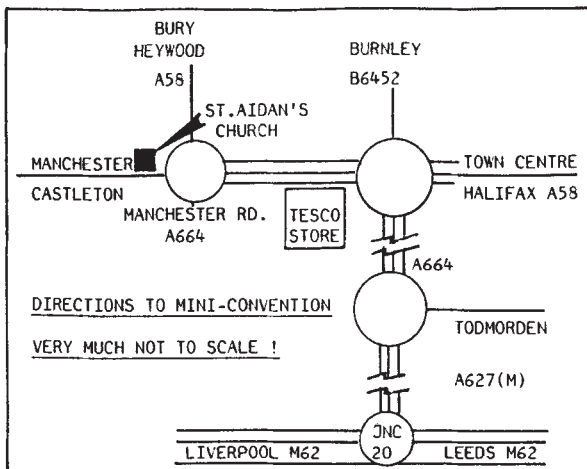 BURY
HEYWOOD
A58
BURNLEY
B6452
ST.AIDAN'S
CHURCH
MANCHESTER
CASTLETON
TOWN CENTRE
HALIFAX A58
MANCHESTER RD.
A664
TESCO
STORE
A664
DIRECTIONS TO MINI-CONVENTION
VERY MUCH NOT TO SCALE !
TODMORDEN
A627(M)
JNC
20
LIVERPOOL M62
LEEDS M62